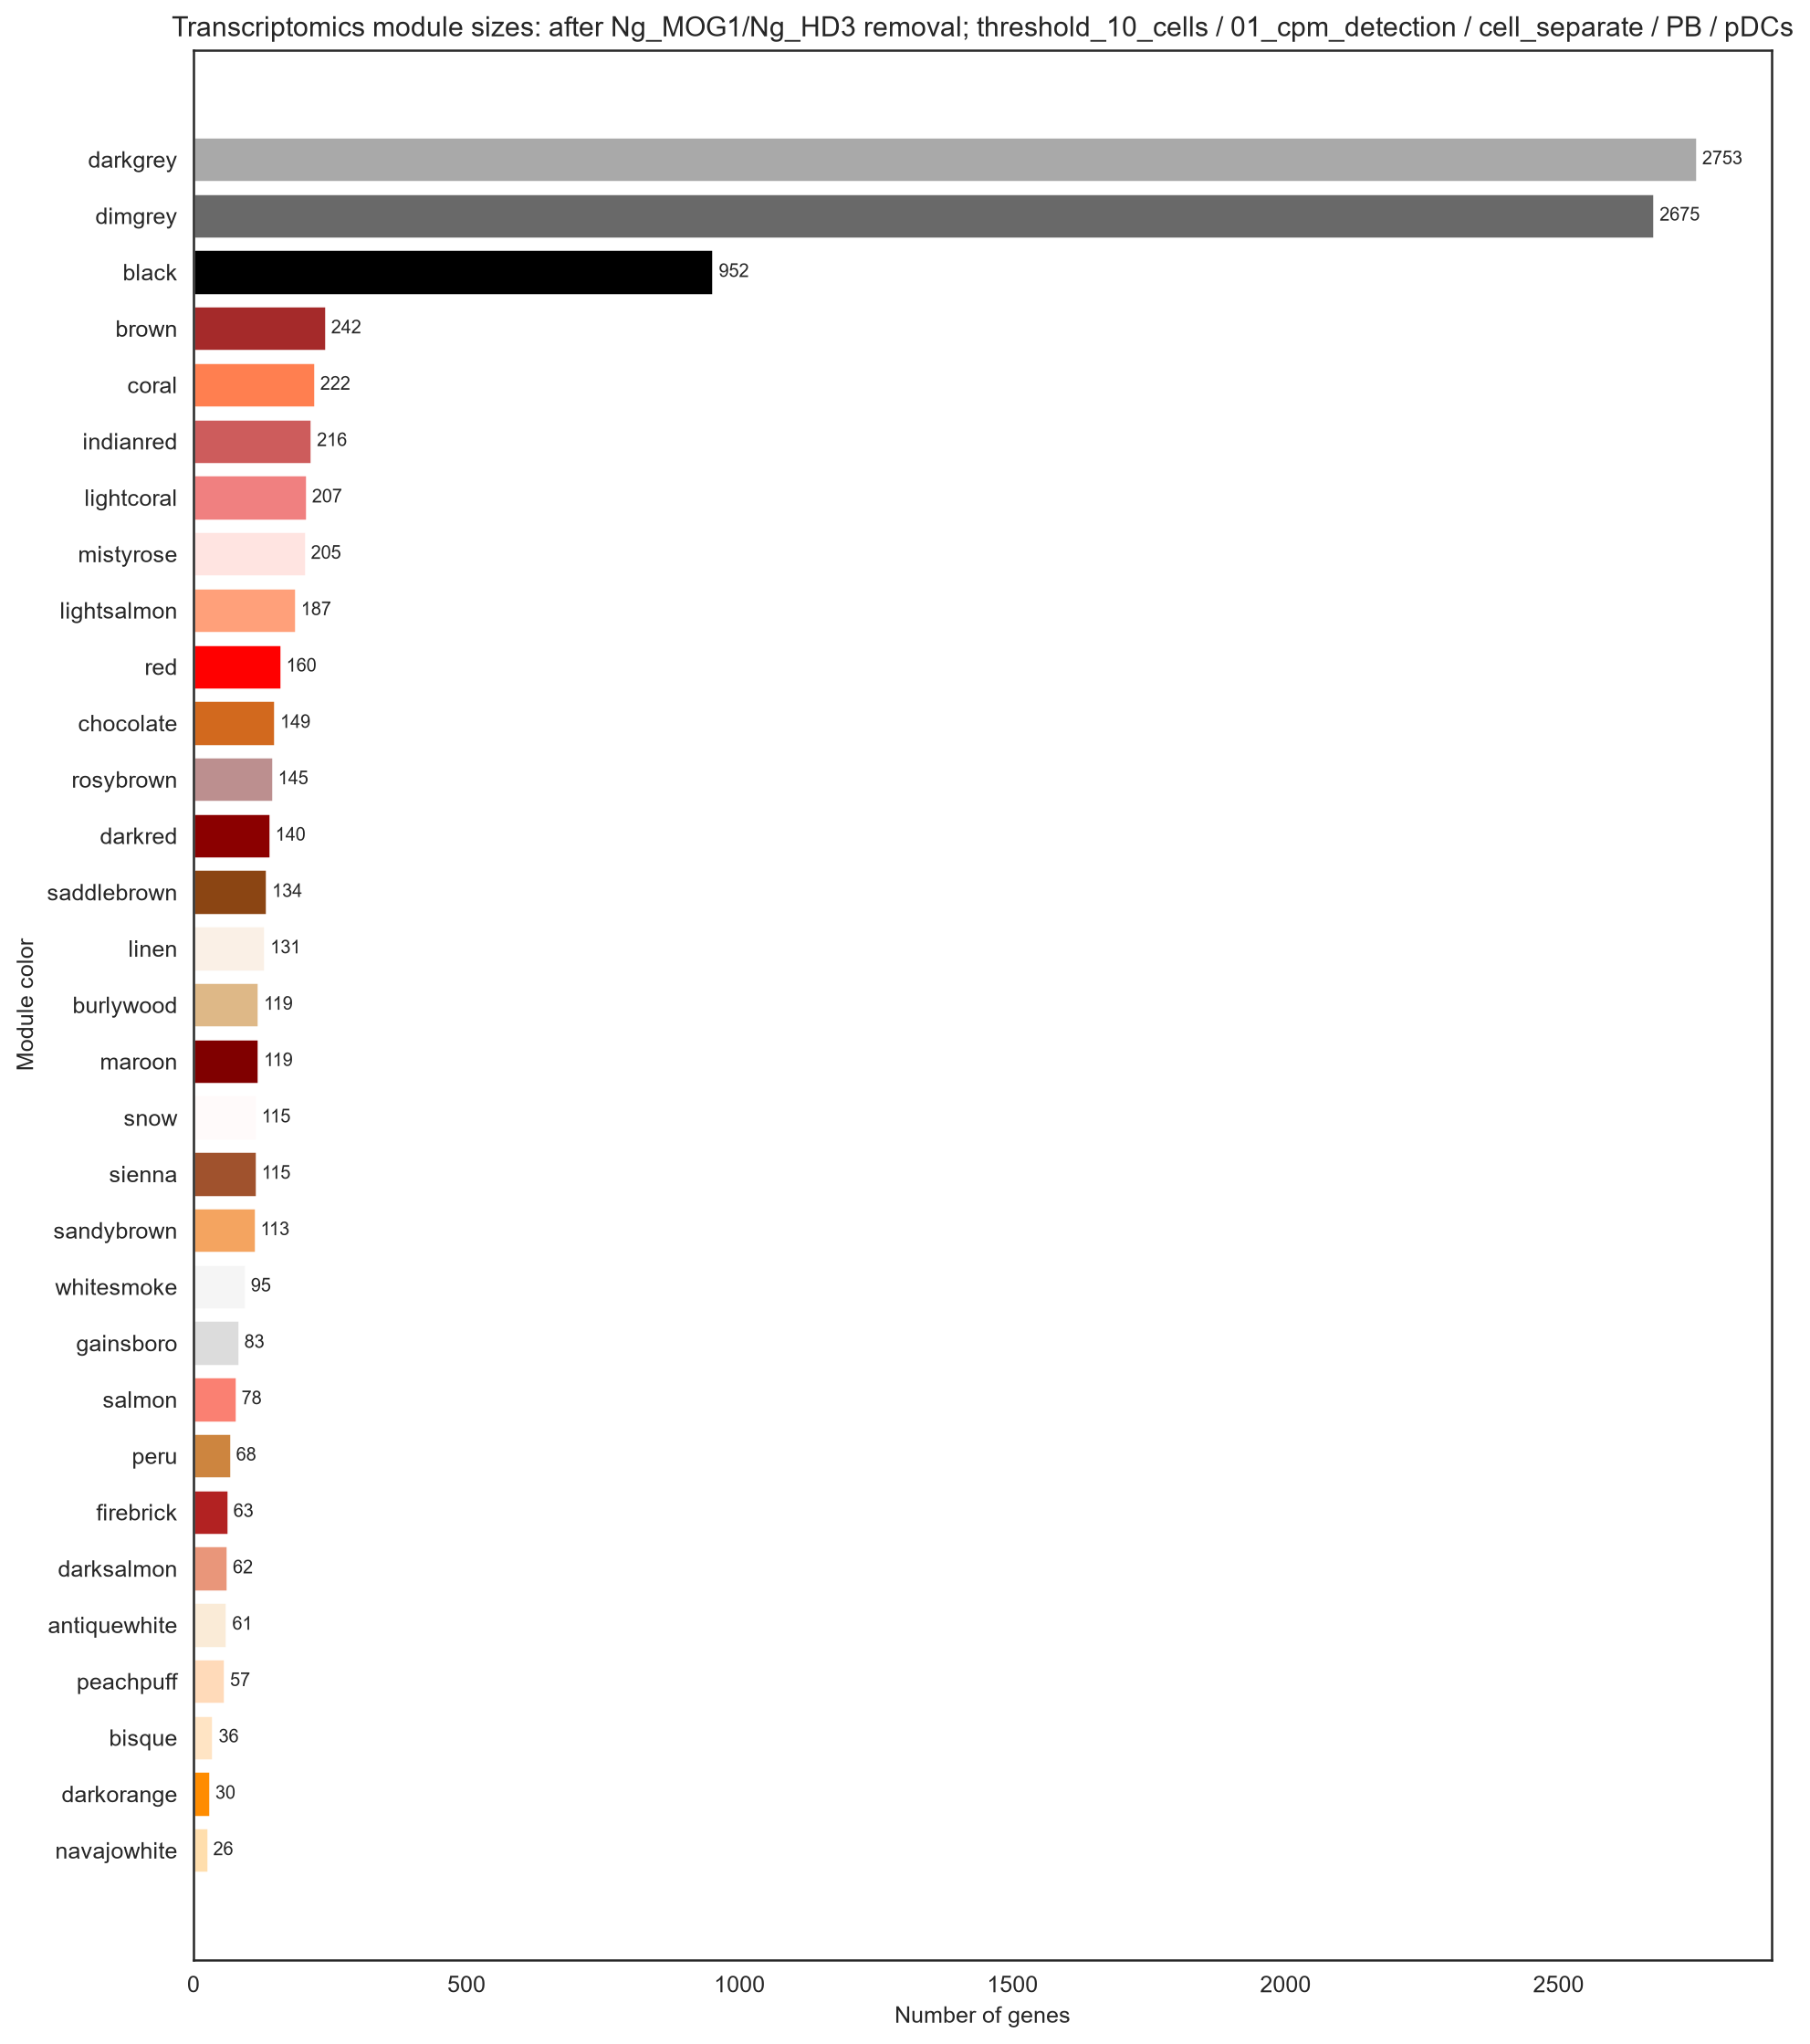 Transcriptomics module sizes: after Ng_MOG1/Ng_HD3 removal; threshold_10_cells / 01_cpm_detection / cell_separate / PB / pDCs
darkgrey 2753
dimgrey 2675
black 952
brown 242
coral 222
indianred 216
lightcoral 207
mistyrose 205
lightsalmon 187
red 160
chocolate 149
rosybrown 145
darkred 140
saddlebrown 134
linen 131
burlywood 119
maroon 119
snow 115
sienna 115
sandybrown 113
whitesmoke 95
gainsboro 83
salmon 78
peru 68
firebrick 63
darksalmon 62
antiquewhite 61
peachpuff 57
bisque 36
darkorange 30
navajowhite 26
Module color
0 500 1000 1500 2000 2500
Number of genes